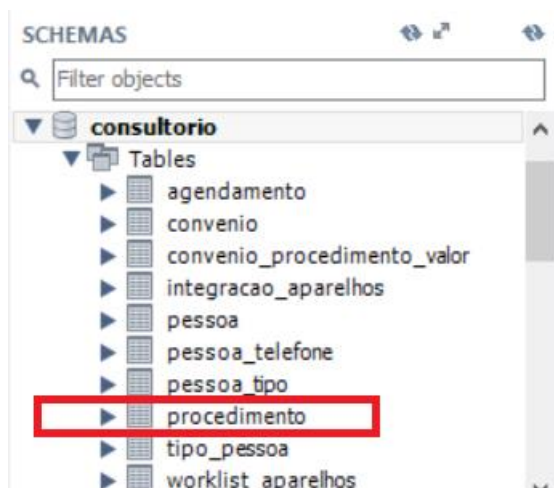 SCHEMAS
Filter objects
consultorio
Tables
agendamento
convenio
convenio_procedimento_valor
integracao_aparelhos
pessoa
pessoa_telefone
pessoa_tipo
procedimento
tipo_pessoa
worklist_aparelhos